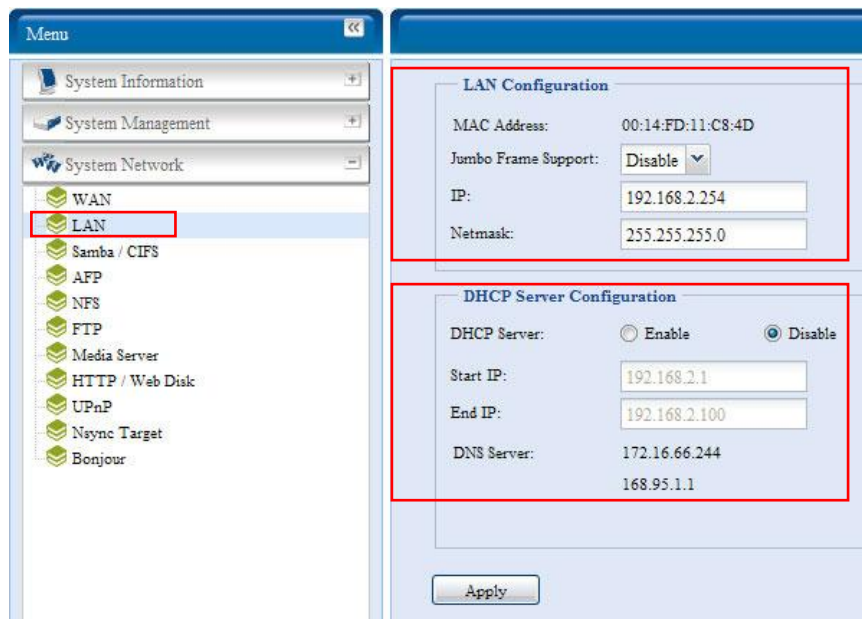 Menu
System Information
System Management
System Network
WAN
LAN
Samba / CIFS
AFP
NFS
FTP
Media Server
HTTP / Web Disk
UPnP
Nsync Target
Bonjour
LAN Configuration
MAC Address: 00:14:FD:11:C8:4D
Jumbo Frame Support: Disable
IP: 192.168.2.254
Netmask: 255.255.255.0
DHCP Server Configuration
DHCP Server: Enable Disable
Start IP: 192.168.2.1
End IP: 192.168.2.100
DNS Server: 172.16.66.244
168.95.1.1
Apply